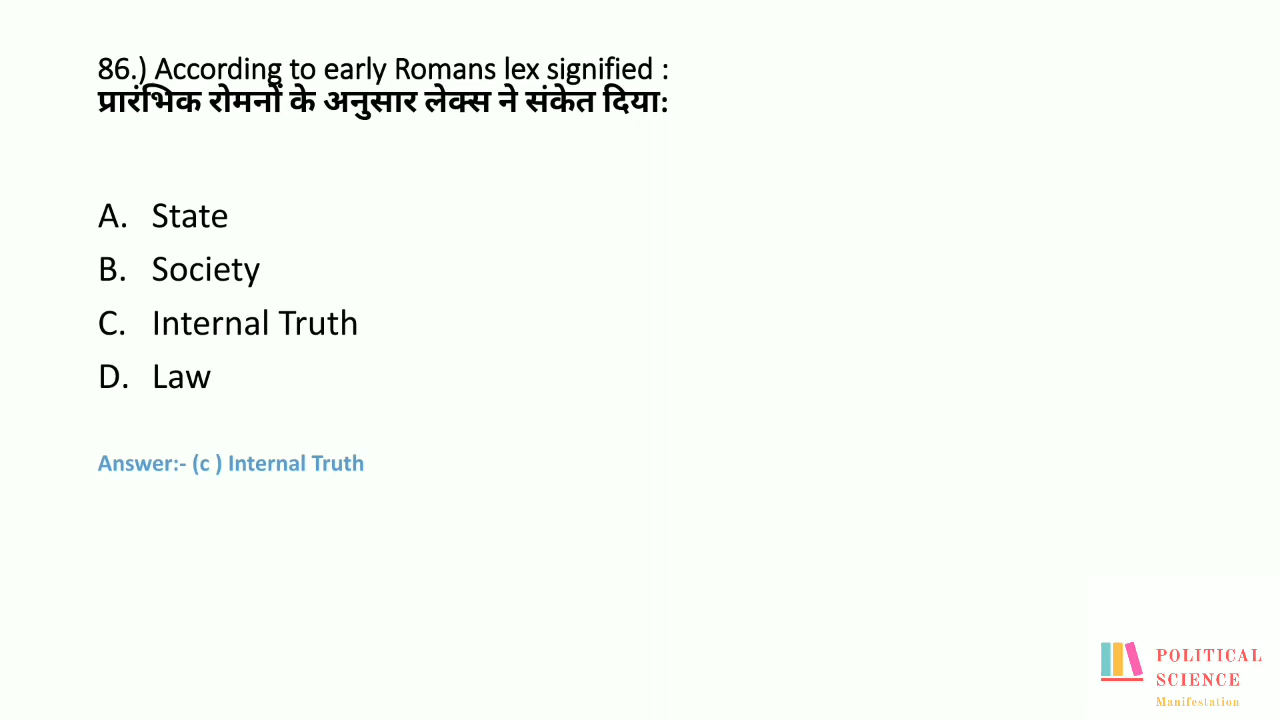 86.) According to early Romans lex signified :
प्रारंभिक रोमनों के अनुसार लेक्स ने संकेत दिया:
A. State
B. Society
C. Internal Truth
D. Law
Answer:- (c ) Internal Truth
POLITICAL
SCIENCE
Manifestation